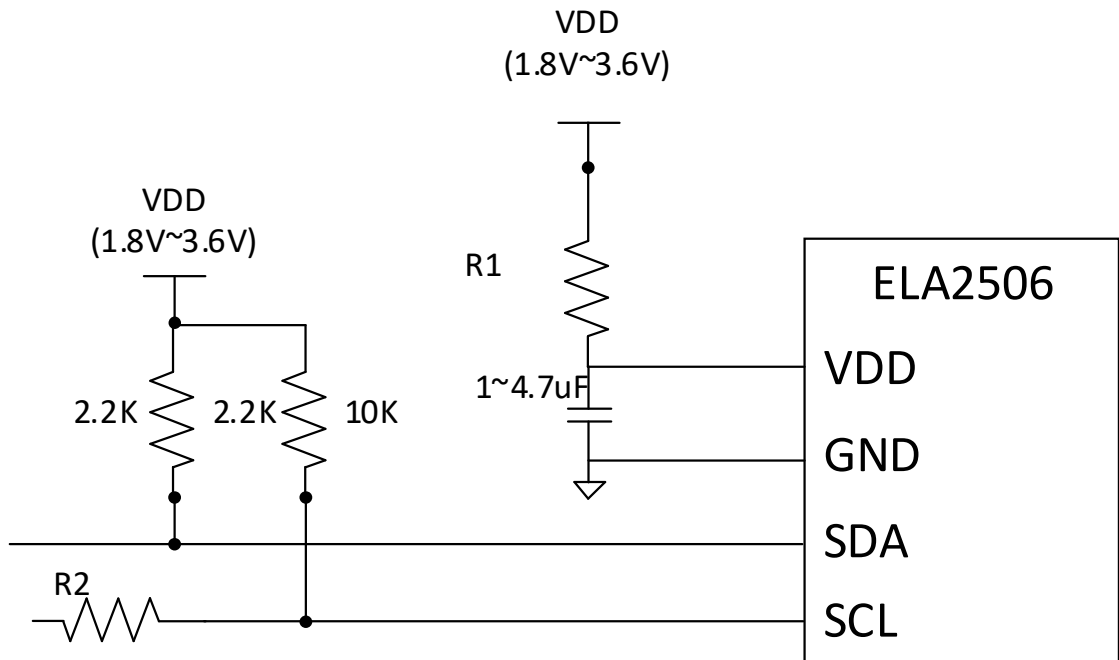 VDD
(1.8V~3.6V)
VDD
(1.8V~3.6V)
R1
ELA2506
VDD
1~4.7uF
2.2K
2.2K
10K
GND
SDA
R2
SCL